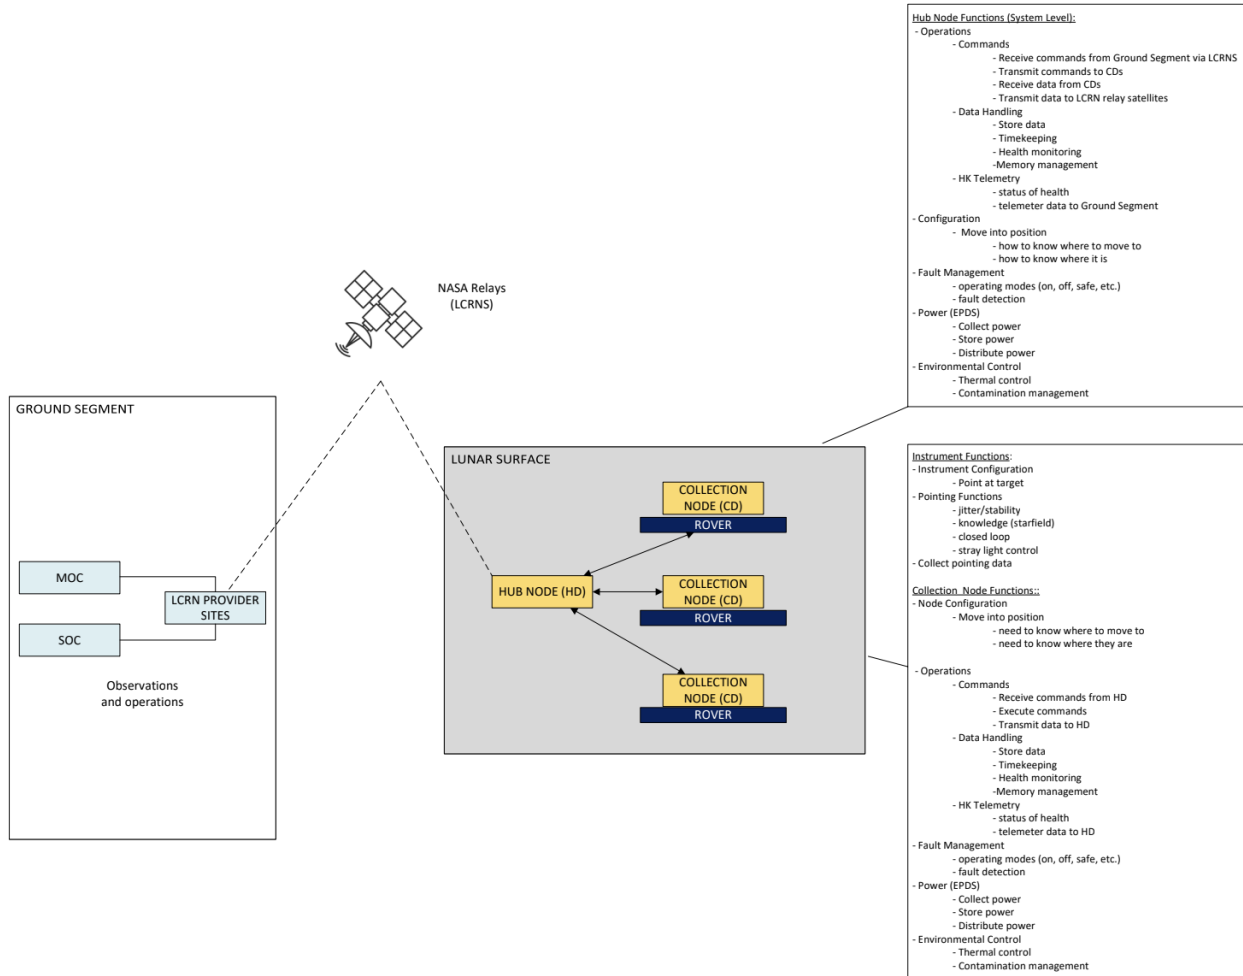 Hub Node Functions (System Level):
- Operations
- Commands
- Receive commands from Ground Segment via LCRNS
- Transmit commands to CDs
- Receive data from CDs
- Transmit data to LCRN relay satellites
- Data Handling
- Store data
- Timekeeping
- Health monitoring
-Memory management
- HK Telemetry
- status of health
- telemeter data to Ground Segment
- Configuration
- Move into position
- how to know where to move to
- how to know where it is
- Fault Management
- operating modes (on, off, safe, etc.)
- fault detection
- Power (EPDS)
- Collect power
- Store power
- Distribute power
- Environmental Control
- Thermal control
- Contamination management
NASA Relays
(LCRNS)
GROUND SEGMENT
MOC
LCRN PROVIDER
SITES
SOC
Observations
and operations
LUNAR SURFACE
COLLECTION
NODE (CD)
ROVER
HUB NODE (HD)
COLLECTION
NODE (CD)
ROVER
COLLECTION
NODE (CD)
ROVER
Instrument Functions:
- Instrument Configuration
- Point at target
- Pointing Functions
- jitter/stability
- knowledge (starfield)
- closed loop
- stray light control
- Collect pointing data
Collection  Node Functions::
- Node Configuration
- Move into position
- need to know where to move to
- need to know where they are
- Operations
- Commands
- Receive commands from HD
- Execute commands
- Transmit data to HD
- Data Handling
- Store data
- Timekeeping
- Health monitoring
-Memory management
- HK Telemetry
- status of health
- telemeter data to HD
- Fault Management
- operating modes (on, off, safe, etc.)
- fault detection
- Power (EPDS)
- Collect power
- Store power
- Distribute power
- Environmental Control
- Thermal control
- Contamination management